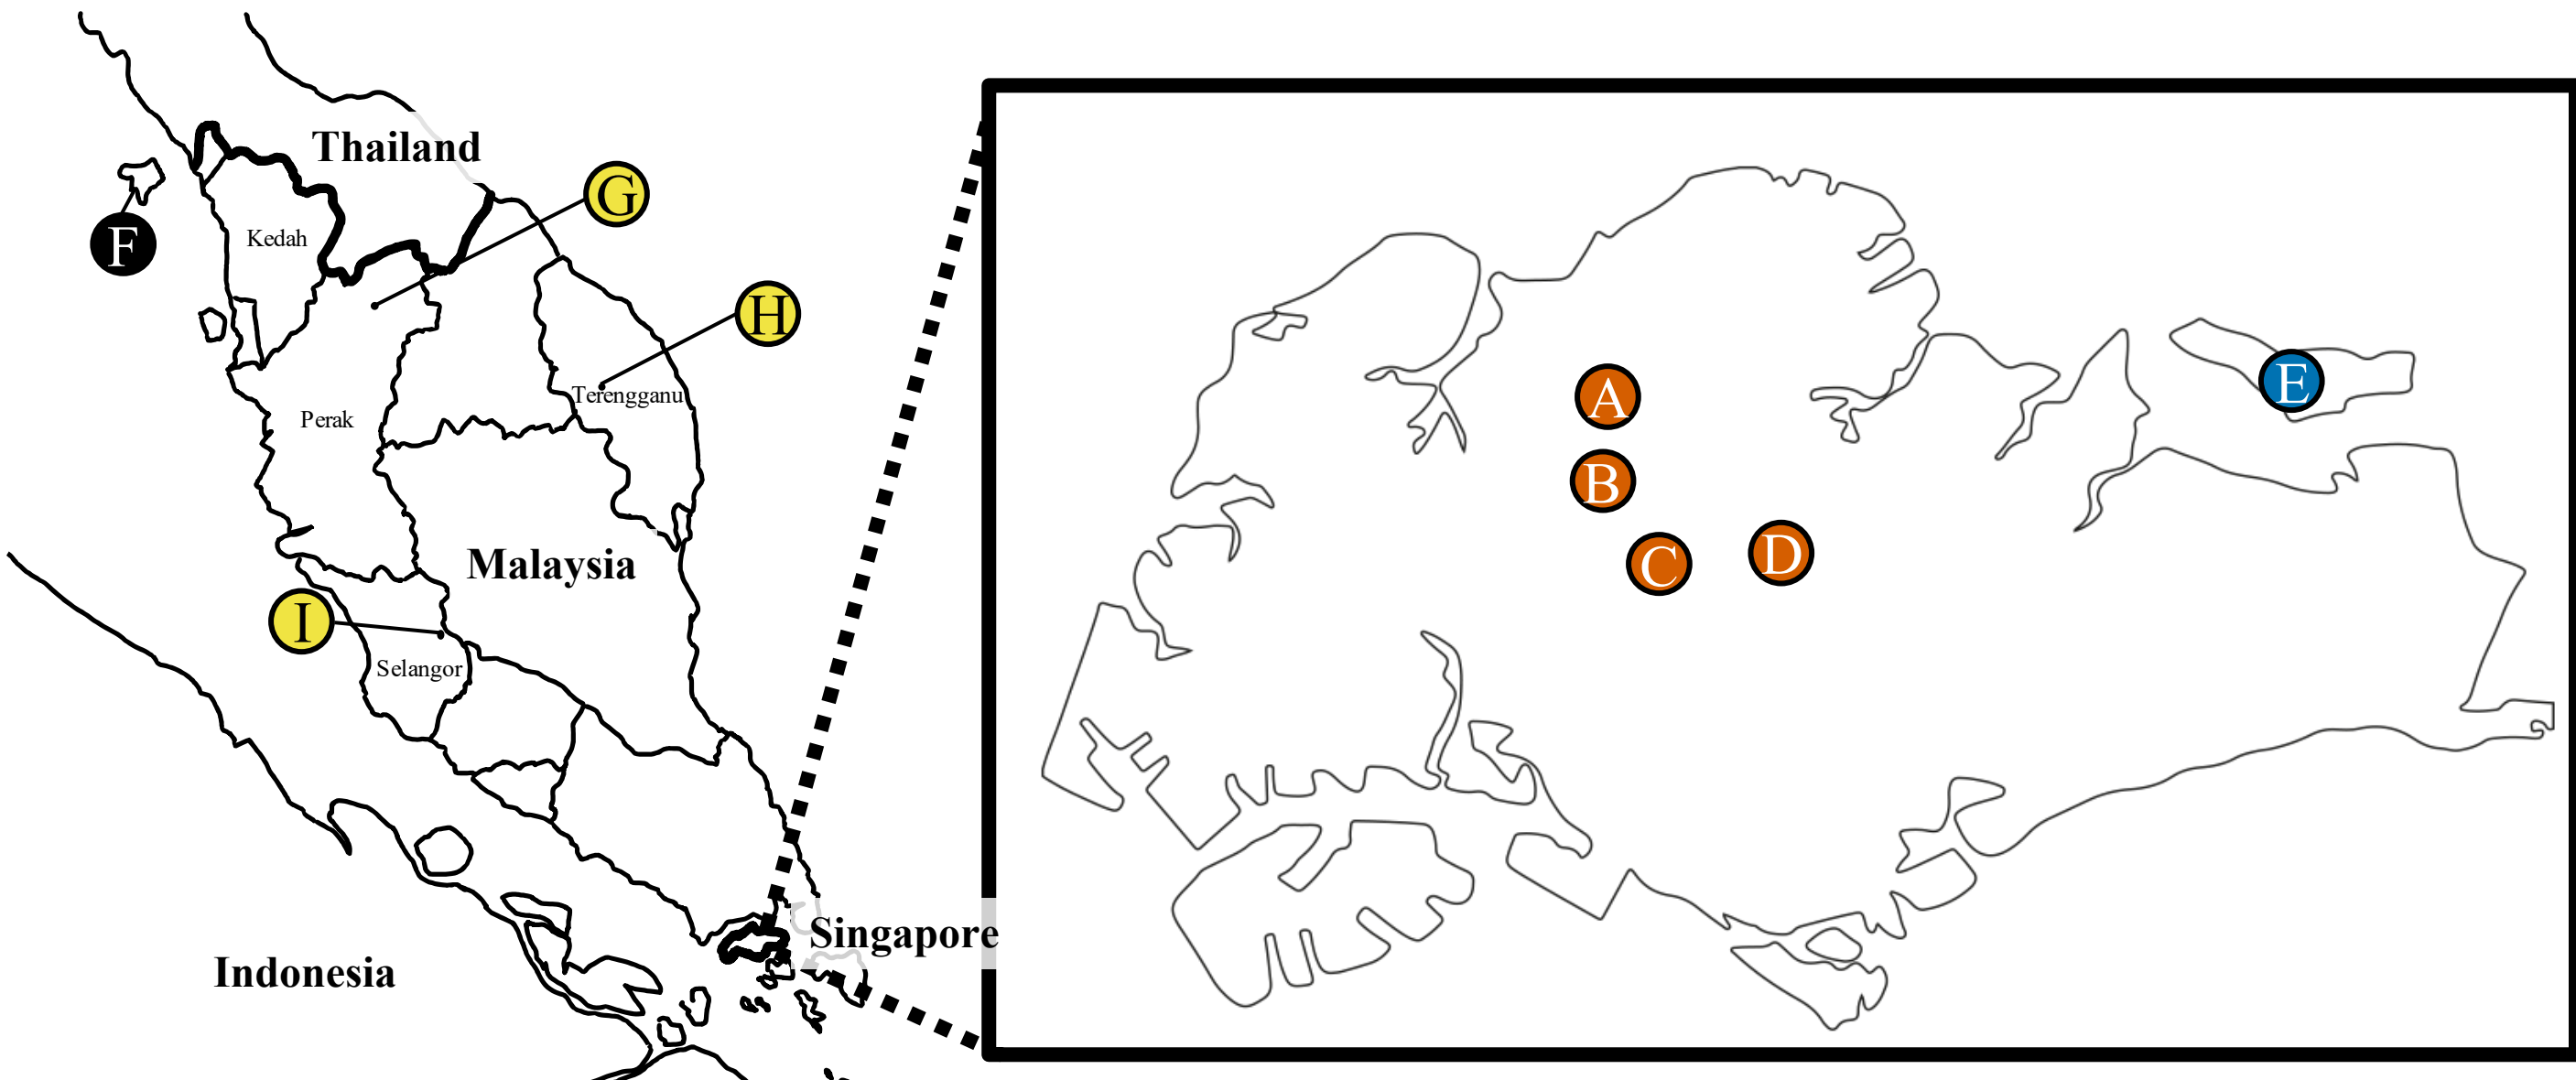 Thailand
G
F
Kedah
H
A
E
Terengganu
Perak
B
C
D
Malaysia
I
Selangor
Singapore
Indonesia